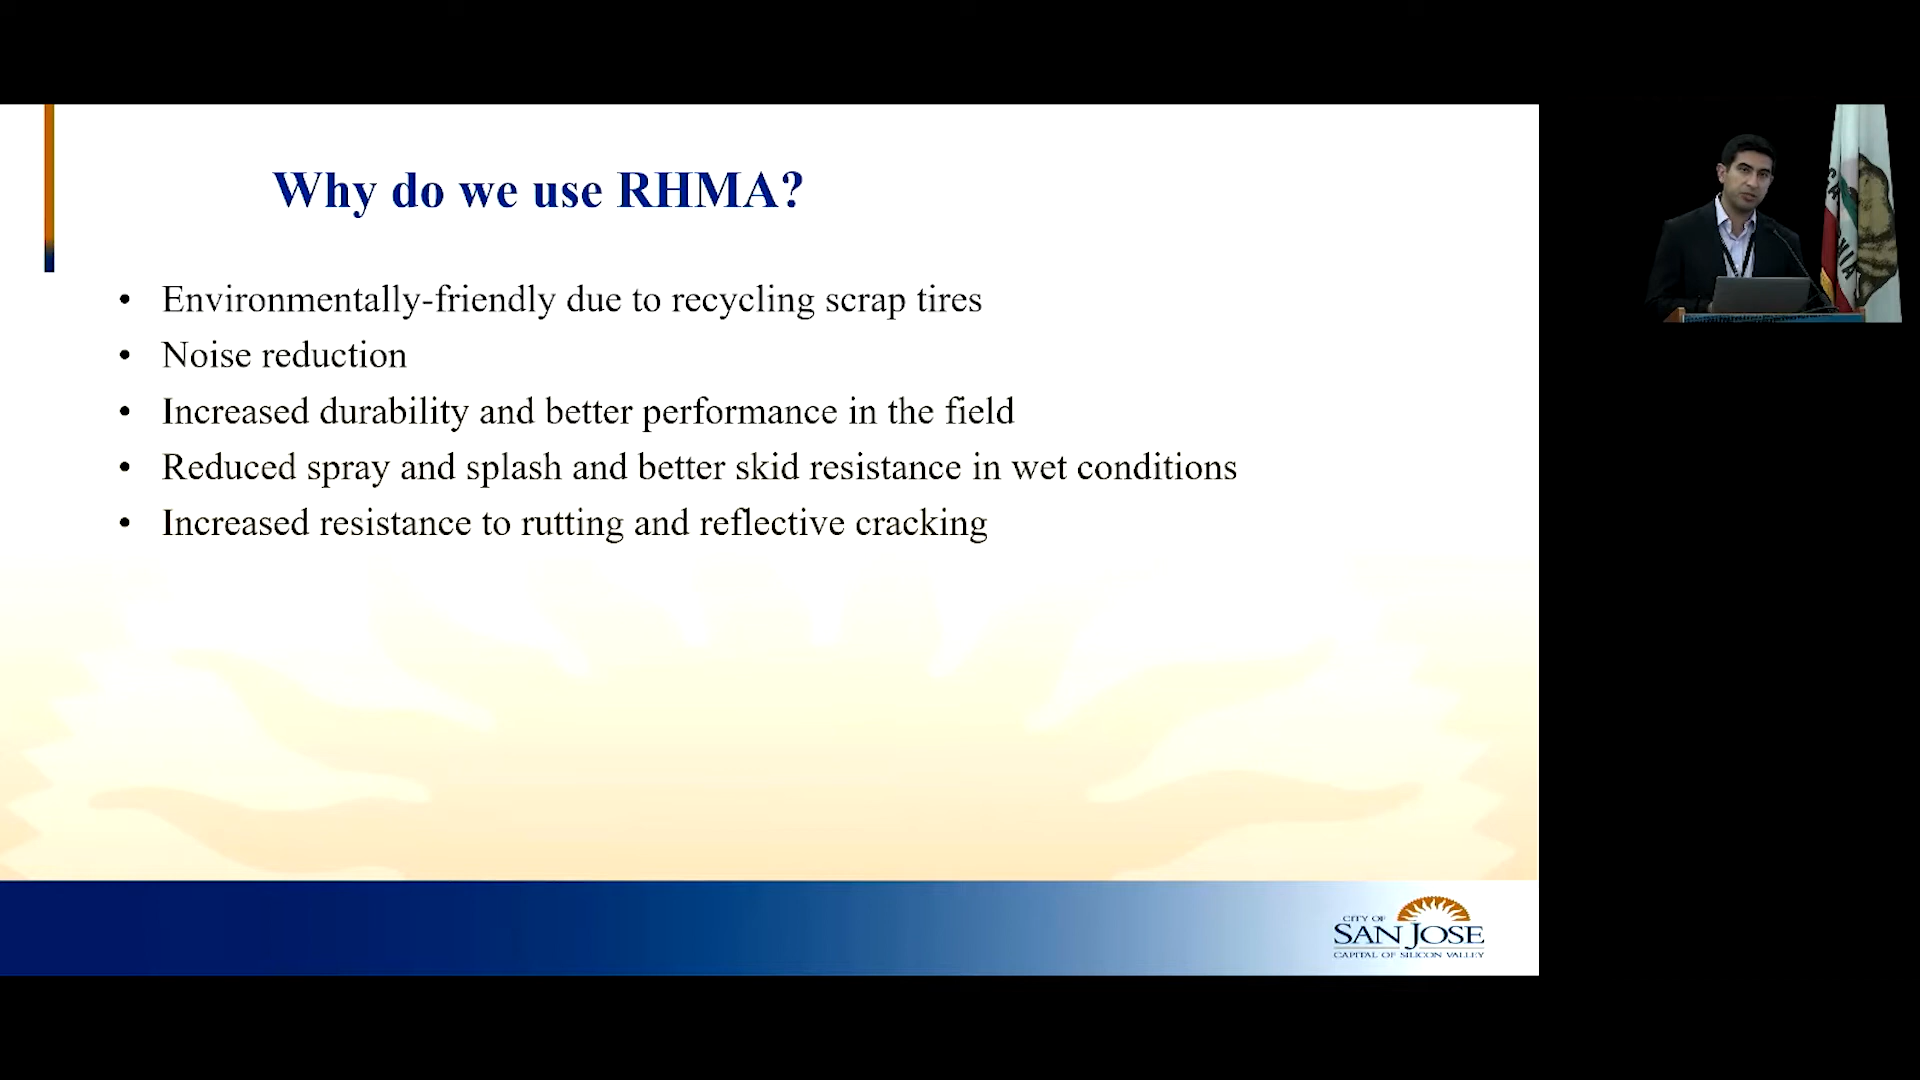 Why do we use RHMA?
• Environmentally-friendly due to recycling scrap tires
• Noise reduction
• Increased durability and better performance in the field
• Reduced spray and splash and better skid resistance in wet conditions
• Increased resistance to rutting and reflective cracking
CITY OF
SAN JOSE
CAPITAL OF SILICON VALLEY